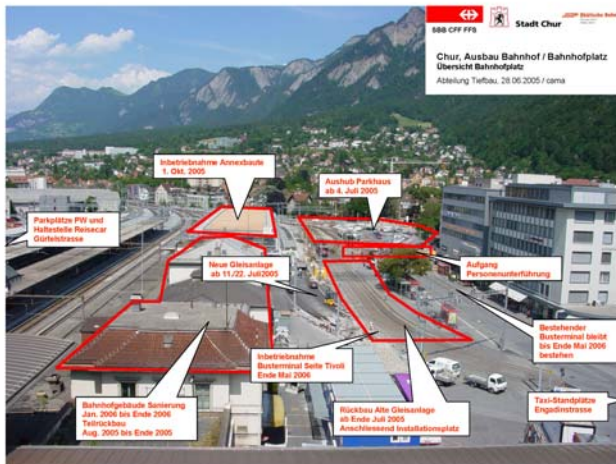 SBB CFF FFS
Stadt Chur
Chur, Ausbau Bahnhof / Bahnhofplatz
Übersicht Bahnhofplatz
Abteilung Tiefbau, 28.06.2005 / cama
Inbetriebnahme Annexbaute
1. Okt. 2005
Aushub Parkhaus
ab 4. Juli 2005
Parkplätze PW und
Haltestelle Reisecar
Gürtelstrasse
Neue Gleisanlage
ab 11./22. Juli2005
Aufgang
Personenunterführung
Bestehender
Busterminal bleibt
bis Ende Mai 2006
bestehen
Inbetriebnahme
Busterminal Seite Tivoli
Ende Mai 2006
Bahnhofgebäude Sanierung
Jan. 2006 bis Ende 2006
Teilrückbau
Aug. 2005 bis Ende 2005
Rückbau Alte Gleisanlage
ab Ende Juli 2005
Anschliessend Installationsplatz
Taxi-Standplätze
Engadinstrasse